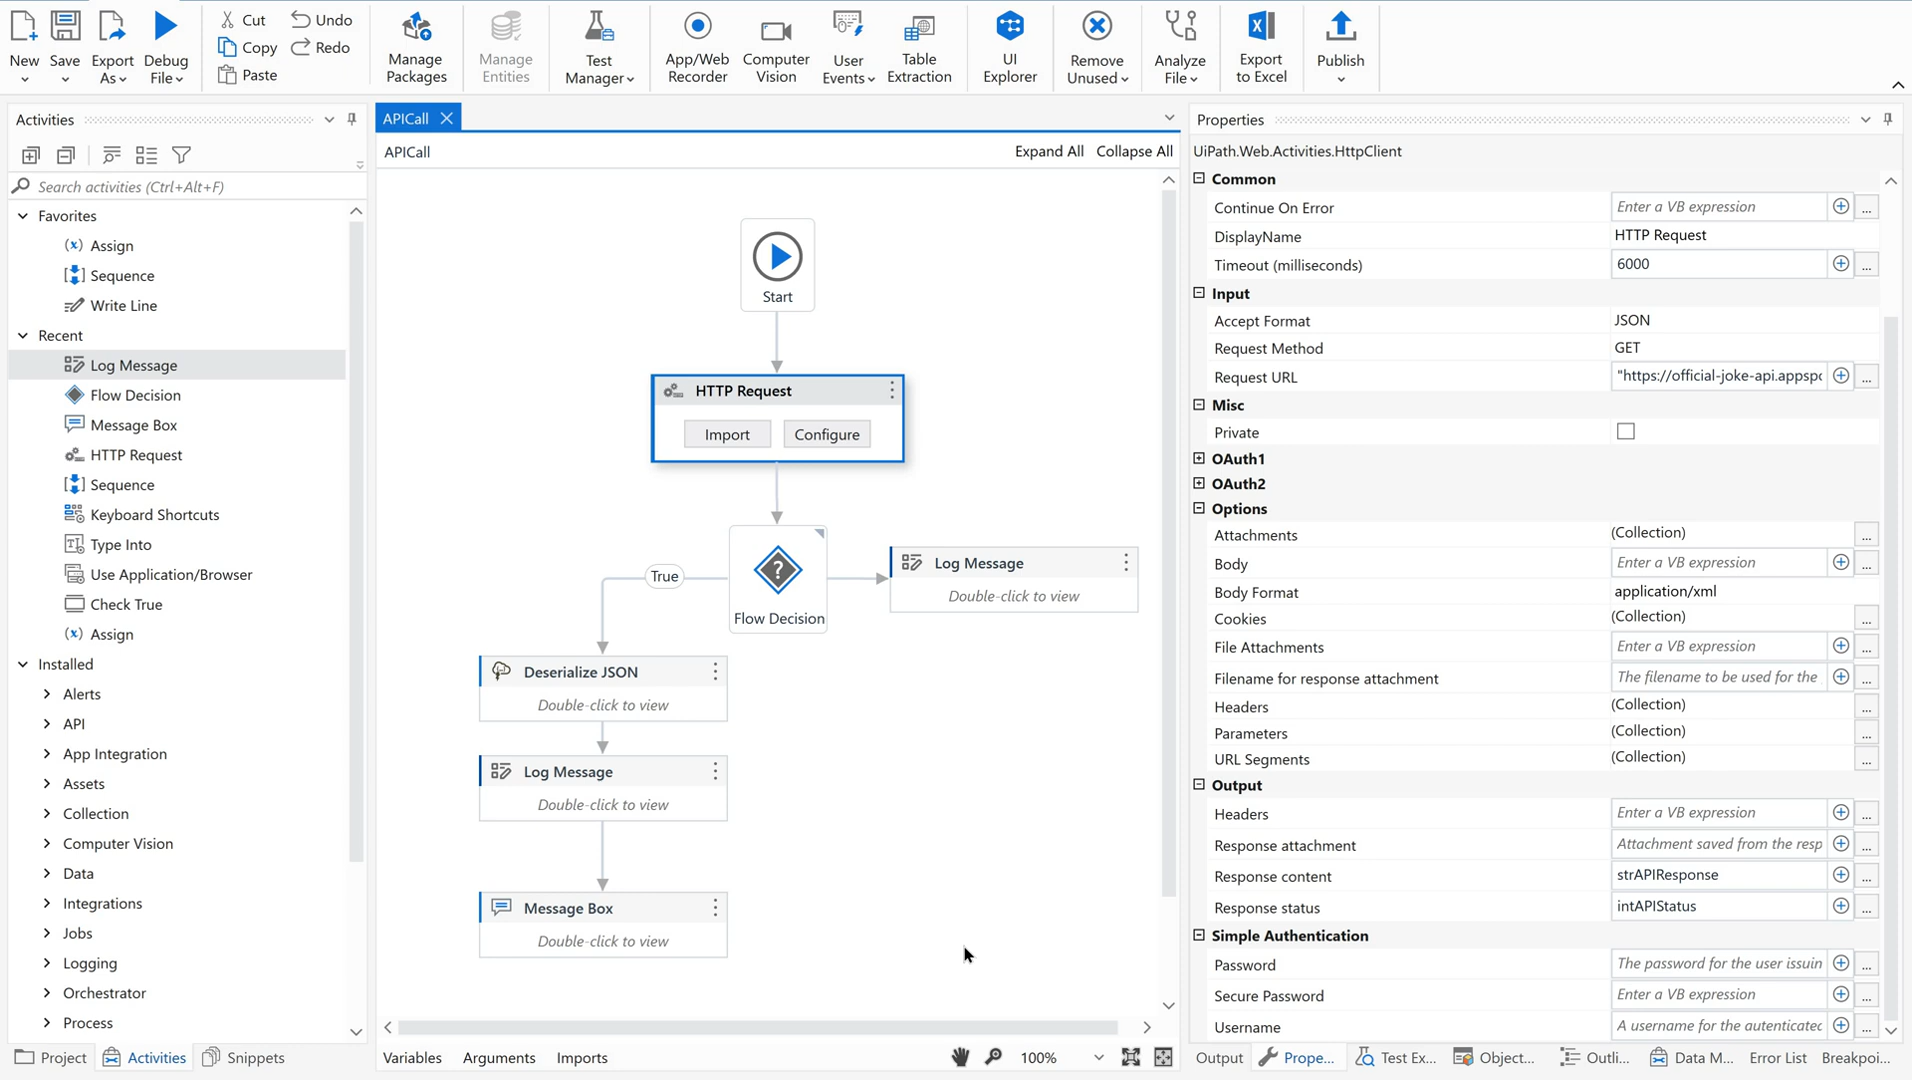 New
Save
Export
As
Debug
File
Cut
Copy
Paste
Undo
Redo
Manage
Packages
Manage
Entities
Test
Manager
App/Web
Recorder
Computer
Vision
User
Events
Table
Extraction
UI
Explorer
Remove
Unused
Analyze
File
Export
to Excel
Publish
Activities
Search activities (Ctrl+Alt+F)
Favorites
Assign
Sequence
Write Line
Recent
Log Message
Flow Decision
Message Box
HTTP Request
Sequence
Keyboard Shortcuts
Type Into
Use Application/Browser
Check True
Assign
Installed
Alerts
API
App Integration
Assets
Collection
Computer Vision
Data
Integrations
Jobs
Logging
Orchestrator
Process
Project
Activities
Snippets
APICall
APICall
Expand All
Collapse All
Start
HTTP Request
Import
Configure
True
Flow Decision
Log Message
Double-click to view
Deserialize JSON
Double-click to view
Log Message
Double-click to view
Message Box
Double-click to view
Variables
Arguments
Imports
100%
Properties
UiPath.Web.Activities.HttpClient
Common
Continue On Error
Enter a VB expression
DisplayName
HTTP Request
Timeout (milliseconds)
6000
Input
Accept Format
JSON
Request Method
GET
Request URL
"https://official-joke-api.appspo
Misc
Private
OAuth1
OAuth2
Options
Attachments
(Collection)
Body
Enter a VB expression
Body Format
application/xml
Cookies
(Collection)
File Attachments
Enter a VB expression
Filename for response attachment
The filename to be used for the
Headers
(Collection)
Parameters
(Collection)
URL Segments
(Collection)
Output
Headers
Enter a VB expression
Response attachment
Attachment saved from the resp
Response content
strAPIResponse
Response status
intAPIStatus
Simple Authentication
Password
The password for the user issuin
Secure Password
Enter a VB expression
Username
A username for the authenticated
Output
Prope...
Test Ex...
Object...
Outli...
Data M...
Error List
Breakpoi...